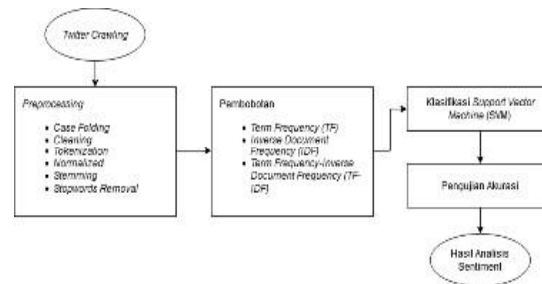 Twitter Crawling
Preprocessing
Case Folding
Cleaning
Tokenization
Normalized
Stemming
Stopwords Removal
Pembobotan
Term Frequency (TF)
Inverse Document
Frequency (IDF)
Term Frequency-Inverse
Document Frequency (TF-
IDF)
Klasifikasi Support Vector
Machine (SVM)
Pengujian Akurasi
Hasil Analisis
Sentiment